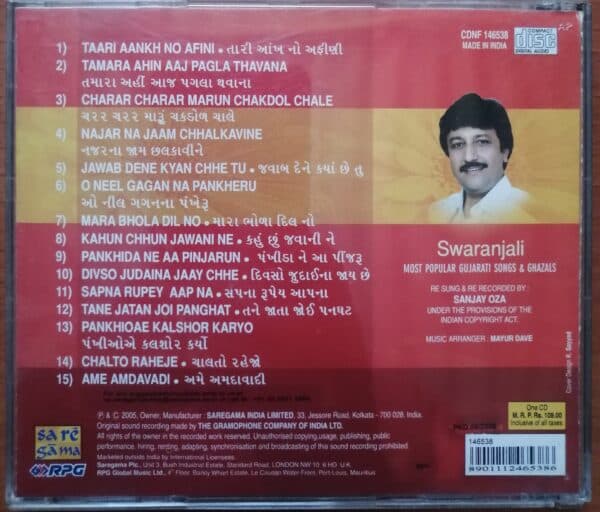 CDNF 146538
MADE IN INDIA
COMPACT
disc
DIGITAL AUDIO
1) TAARI AANKH NO AFINI • તારી આંખ નો અફીણી
2) TAMARA AHIN AAJ PAGLA THAVANA
તમારા અહીં આજ પગલા થવાના
3) CHARAR CHARAR MARUN CHAKDOL CHALE
ચરર ચરર મારૂં ચકડોળ ચાલે
4) NAJAR NA JAAM CHHALKAVINE
નજરના જામ છલકાવીને
5) JAWAB DENE KYAN CHHE TU • જવાબ દેને ક્યાં છે તુ
6) O NEEL GAGAN NA PANKHERU
ઓ નીલ ગગનના પંખેરૂ
7) MARA BHOLA DIL NO • મારા ભોળા દિલ નો
8) KAHUN CHHUN JAWANI NE • કહું છું જવાની ને
9) PANKHIDA NE AA PINJARUN • પંખીડા ને આ પીંજરૂ
10) DIVSO JUDAINA JAAY CHHE • દિવસો જુદાઈના જાય છે
11) SAPNA RUPEY AAP NA • સપના રૂપેય આપના
12) TANE JATAN JOI PANGHAT • તને જાતા જોઈ પનઘટ
13) PANKHIOAE KALSHOR KARYO
પંખીઓએ કલશોર કર્યો
14) CHALTO RAHEJE • ચાલતો રહેજો
15) AME AMDAVADI • અમે અમદાવાદી
Swaranjali
MOST POPULAR GUJARATI SONGS & GHAZALS
RE SUNG & RE RECORDED BY :
SANJAY OZA
UNDER THE PROVISIONS OF THE
INDIAN COPYRIGHT ACT.
MUSIC ARRANGER : MAYUR DAVE
Cover Design R. Sayyed
For any grievances
℗ & © 2005, Owner, Manufacturer : SAREGAMA INDIA LIMITED, 33, Jessore Road, Kolkata - 700 028. India.
Original sound recording made by THE GRAMOPHONE COMPANY OF INDIA LTD.
All rights of the owner in the recorded work reserved. Unauthorised copying,usage, publishing, public
performance, hiring, renting, adapting, synchronisation and broadcasting of this sound recording prohibited.
Marketed outside India by International Licensees.
Saregama Plc., Unit 3, Bush Industrial Estate, Standard Road, LONDON NW 10 6 HD U.K.
RPG Global Music Ltd., 4th Floor, Barkly Wharf Estate, Le Caudan Water-Front, Port-Louis, Mauritius
sa re
ga ma
RPG
One CD
M. R. P. Rs. 109.00
Inclusive of all taxes
146538
8901112465386